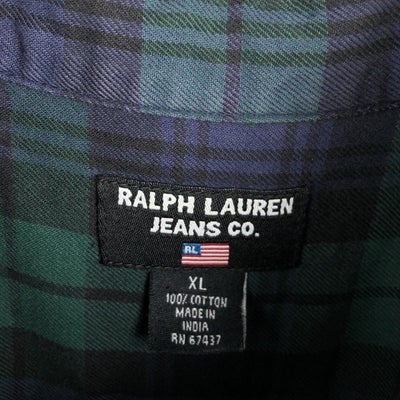 RALPH LAUREN
JEANS CO.
RL
XL
100% COTTON
MADE IN
INDIA
RN 67437